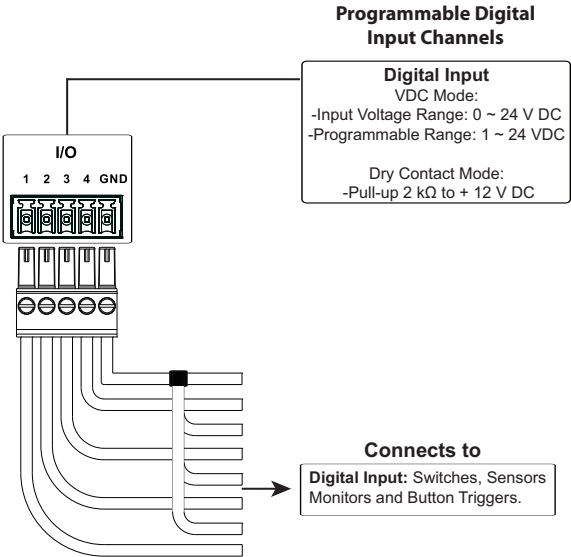 Programmable Digital
Input Channels
Digital Input
VDC Mode:
-Input Voltage Range: 0 ~ 24 V DC
-Programmable Range: 1 ~ 24 VDC
Dry Contact Mode:
-Pull-up 2 kΩ to + 12 V DC
I/O
1 2 3 4 GND
Connects to
Digital Input: Switches, Sensors
Monitors and Button Triggers.